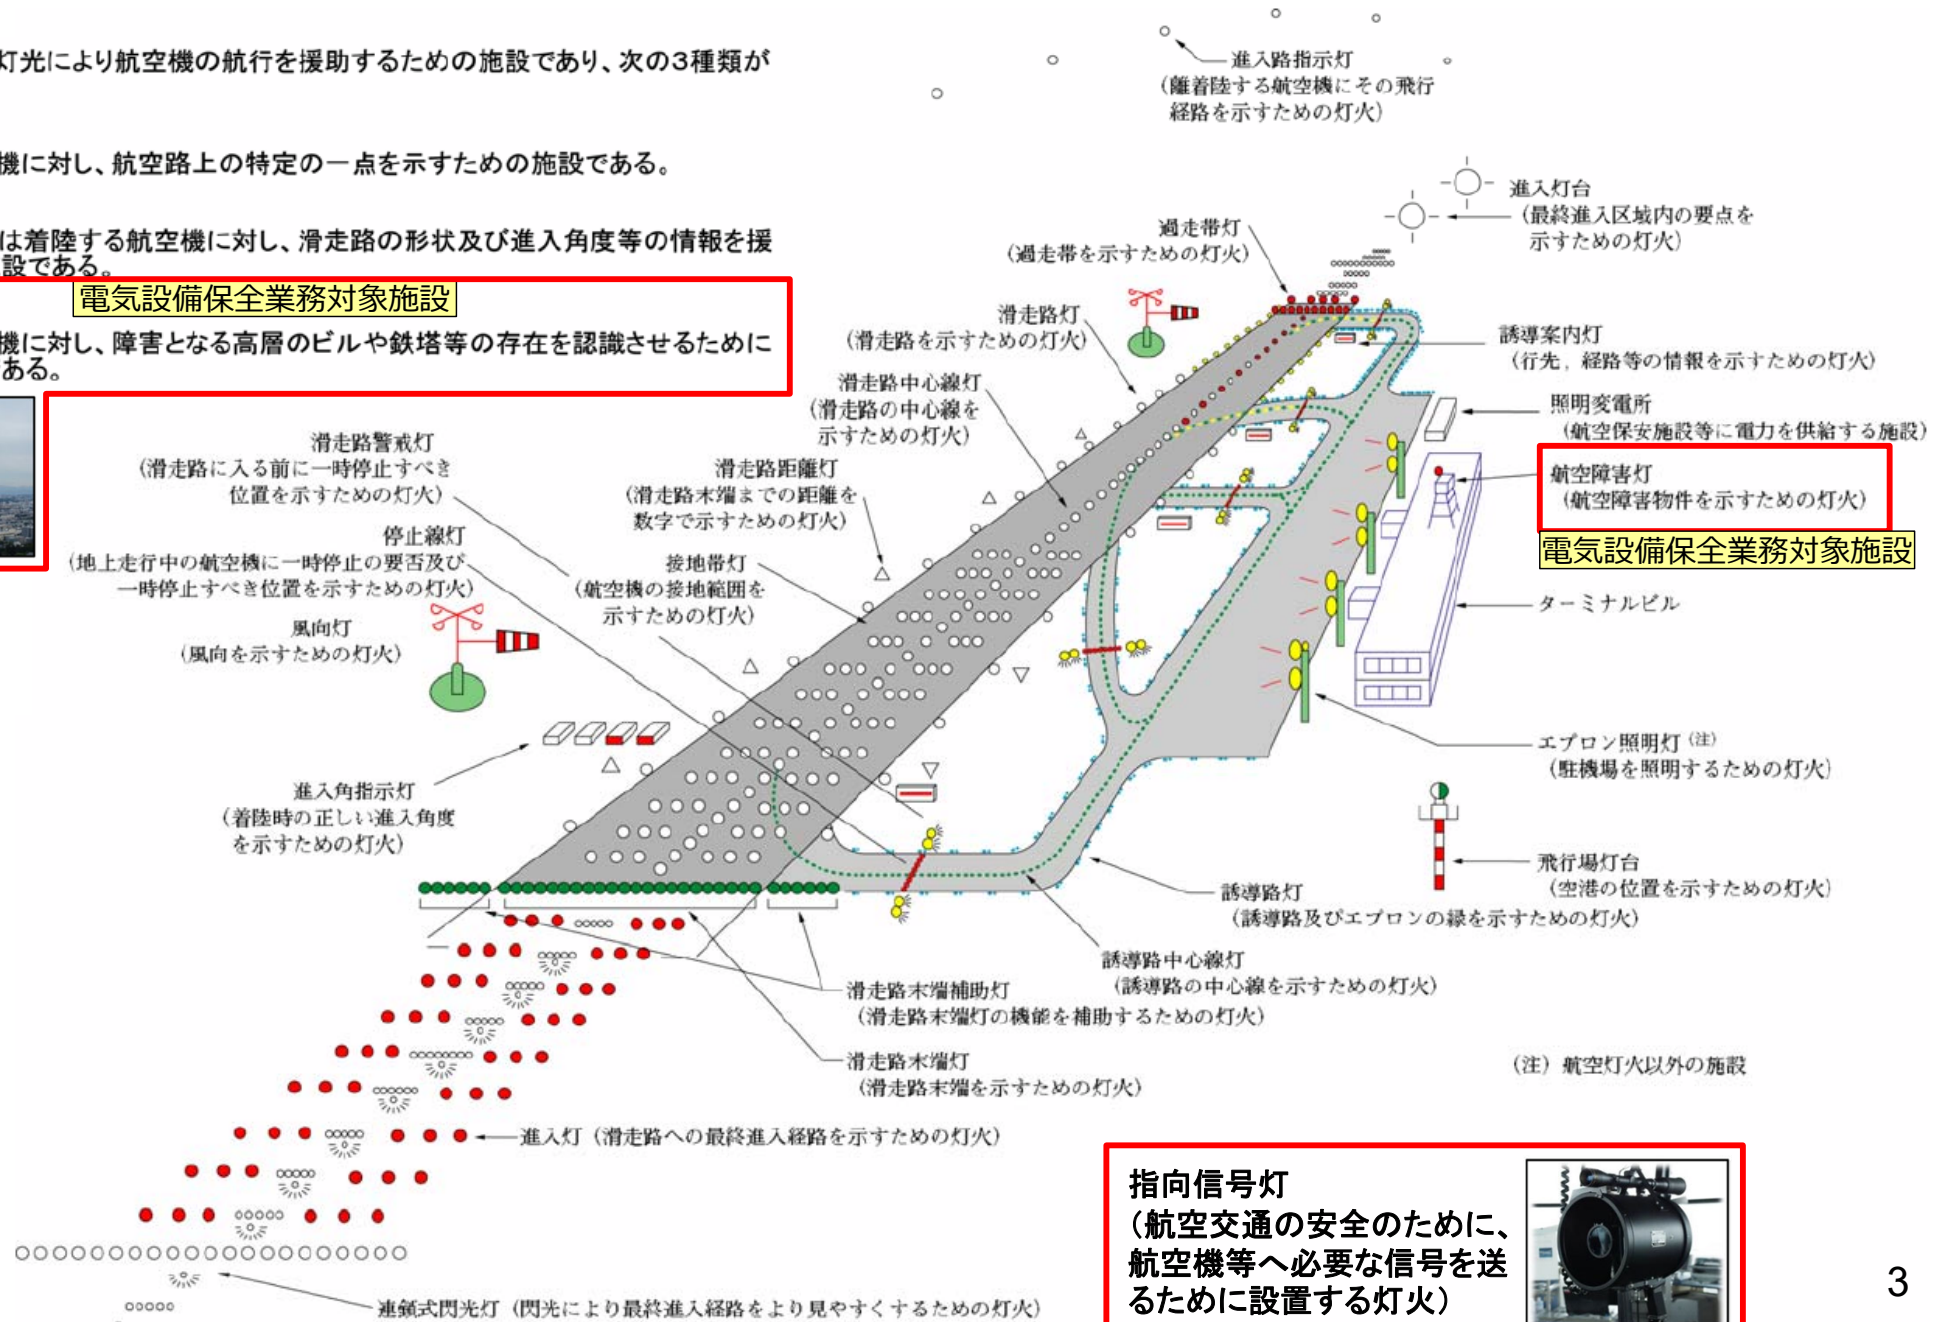 灯光により航空機の航行を援助するための施設であり、次の3種類が
機に対し、航空路上の特定の一点を示すための施設である。
は着陸する航空機に対し、滑走路の形状及び進入角度等の情報を援
設である。
電気設備保全業務対象施設
機に対し、障害となる高層のビルや鉄塔等の存在を認識させるために
ある。
進入路指示灯
（離着陸する航空機にその飛行
経路を示すための灯火）
進入灯台
（最終進入区域内の要点を
示すための灯火）
過走帯灯
（過走帯を示すための灯火）
滑走路灯
（滑走路を示すための灯火）
誘導案内灯
（行先，経路等の情報を示すための灯火）
滑走路中心線灯
（滑走路の中心線を
示すための灯火）
照明変電所
（航空保安施設等に電力を供給する施設）
滑走路警戒灯
（滑走路に入る前に一時停止すべき
位置を示すための灯火）
滑走路距離灯
（滑走路末端までの距離を
数字で示すための灯火）
航空障害灯
（航空障害物件を示すための灯火）
電気設備保全業務対象施設
停止線灯
（地上走行中の航空機に一時停止の要否及び
一時停止すべき位置を示すための灯火）
接地帯灯
（航空機の接地範囲を
示すための灯火）
ターミナルビル
風向灯
（風向を示すための灯火）
エプロン照明灯（注）
（駐機場を照明するための灯火）
進入角指示灯
（着陸時の正しい進入角度
を示すための灯火）
飛行場灯台
（空港の位置を示すための灯火）
誘導路灯
（誘導路及びエプロンの縁を示すための灯火）
誘導路中心線灯
（誘導路の中心線を示すための灯火）
滑走路末端補助灯
（滑走路末端灯の機能を補助するための灯火）
滑走路末端灯
（滑走路末端を示すための灯火）
（注）航空灯火以外の施設
進入灯（滑走路への最終進入経路を示すための灯火）
指向信号灯
（航空交通の安全のために、
航空機等へ必要な信号を送
るために設置する灯火）
連鎖式閃光灯（閃光により最終進入経路をより見やすくするための灯火）
3